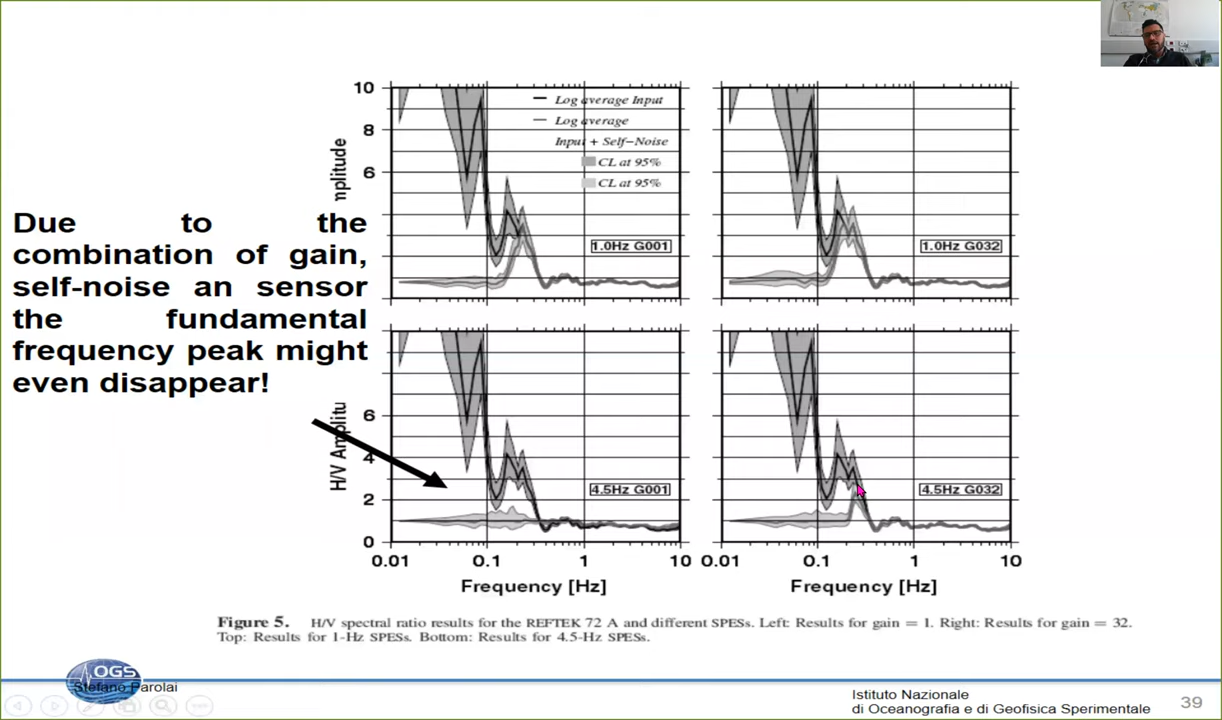 Due to the
combination of gain,
self-noise an sensor
the fundamental
frequency peak might
even disappear!
10
8
6
nplitude
Log average Input
Log average
Input + Self-Noise
CL at 95%
CL at 95%
1.0Hz G001
1.0Hz G032
6
4
2
0
H/V Amplitu
4.5Hz G001
4.5Hz G032
0.01 0.1 1 10 0.01 0.1 1 10
Frequency [Hz] Frequency [Hz]
Figure 5. H/V spectral ratio results for the REFTEK 72 A and different SPESs. Left: Results for gain = 1. Right: Results for gain = 32.
Top: Results for 1-Hz SPESs. Bottom: Results for 4.5-Hz SPESs.
OGS
Stefano Parolai
Istituto Nazionale
di Oceanografia e di Geofisica Sperimentale
39